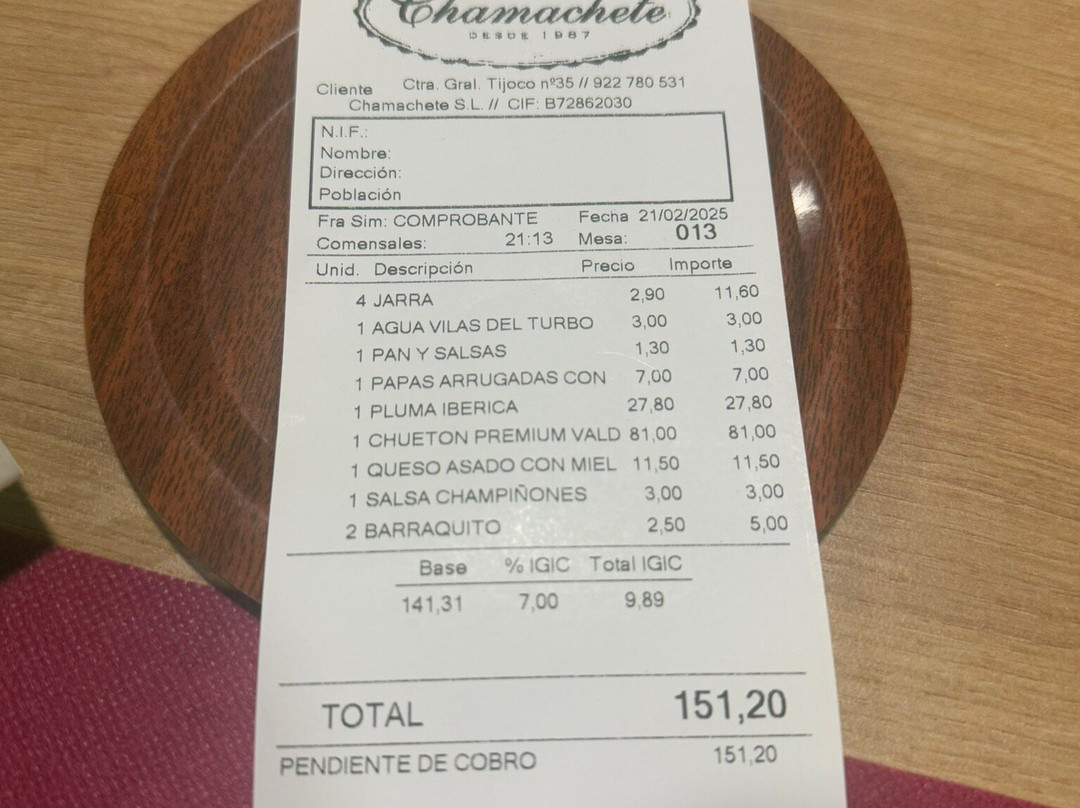 Chamachete
DESDE 1987
Cliente Ctra. Gral. Tijoco nº35 // 922 780 531
Chamachete S.L. // CIF: B72862030
N.I.F.:
Nombre:
Dirección:
Población
Fra Sim: COMPROBANTE Fecha 21/02/2025
Comensales: 21:13 Mesa: 013
Unid. Descripción Precio Importe
4 JARRA 2,90 11,60
1 AGUA VILAS DEL TURBO 3,00 3,00
1 PAN Y SALSAS 1,30 1,30
1 PAPAS ARRUGADAS CON 7,00 7,00
1 PLUMA IBERICA 27,80 27,80
1 CHUETON PREMIUM VALD 81,00 81,00
1 QUESO ASADO CON MIEL 11,50 11,50
1 SALSA CHAMPIÑONES 3,00 3,00
2 BARRAQUITO 2,50 5,00
Base % IGIC Total IGIC
141,31 7,00 9,89
TOTAL 151,20
PENDIENTE DE COBRO 151,20